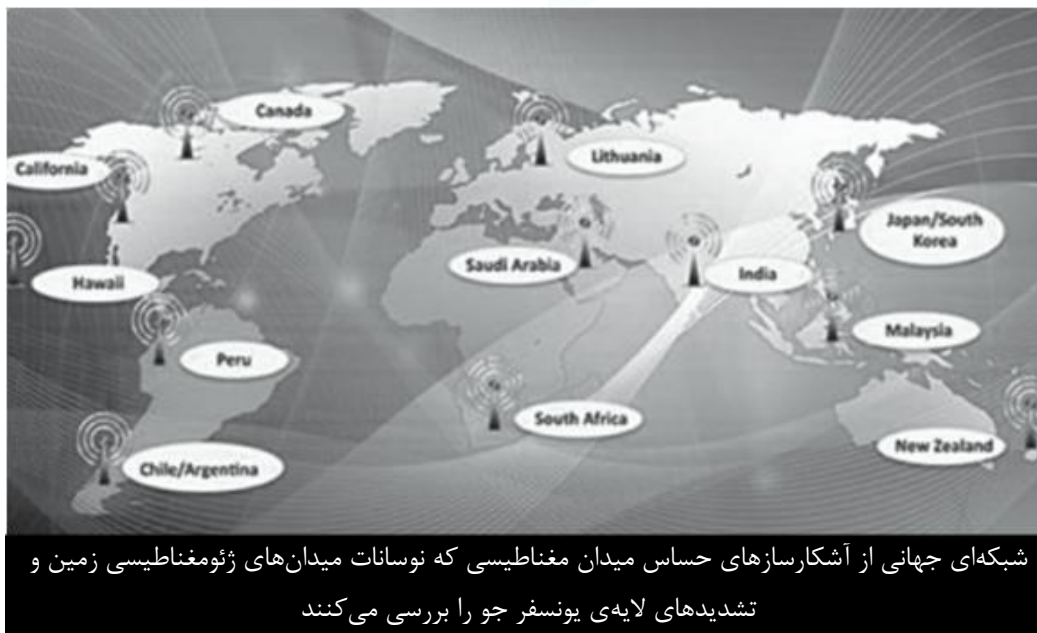 Canada
California
Lithuania
Japan/South
Korea
Saudi Arabia
India
Hawaii
Malaysia
Peru
South Africa
New Zealand
Chile/Argentina
شبکه‌ای جهانی از آشکارسازهای حساس میدان مغناطیسی که نوسانات میدان‌های ژئومغناطیسی زمین و
تشدیدهای لایه‌ی یونسفر جو را بررسی می‌کنند